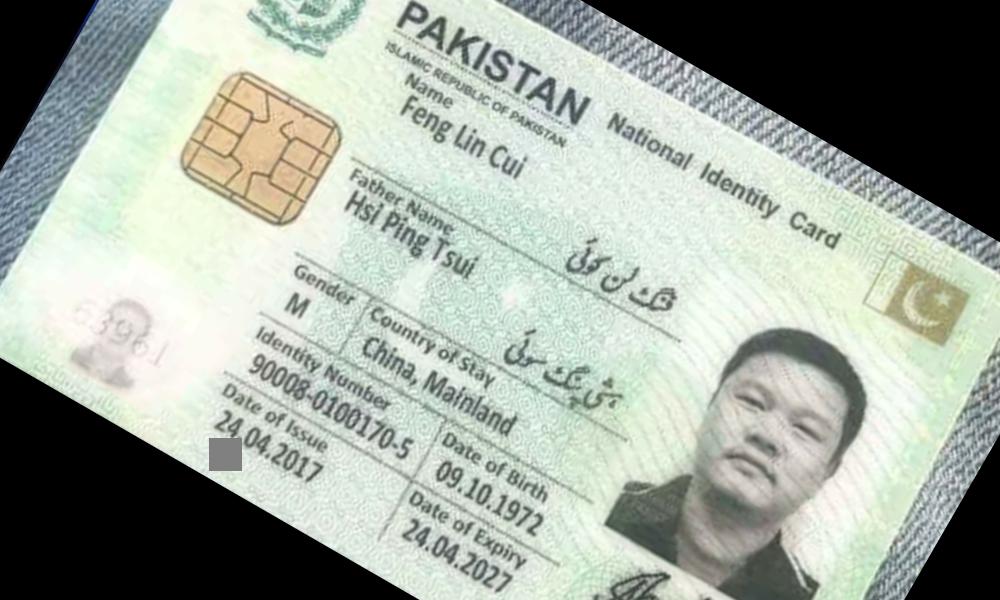 PAKISTAN National Identity Card
ISLAMIC REPUBLIC OF PAKISTAN
Name
Feng Lin Cui
Father Name
Hsi Ping Tsui
فنگ لن کوئی
Gender
M
Country of Stay
China, Mainland
ہشی پنگ سوئی
Identity Number
90008-0100170-5
Date of Birth
09.10.1972
Date of Issue
24.04.2017
Date of Expiry
24.04.2027